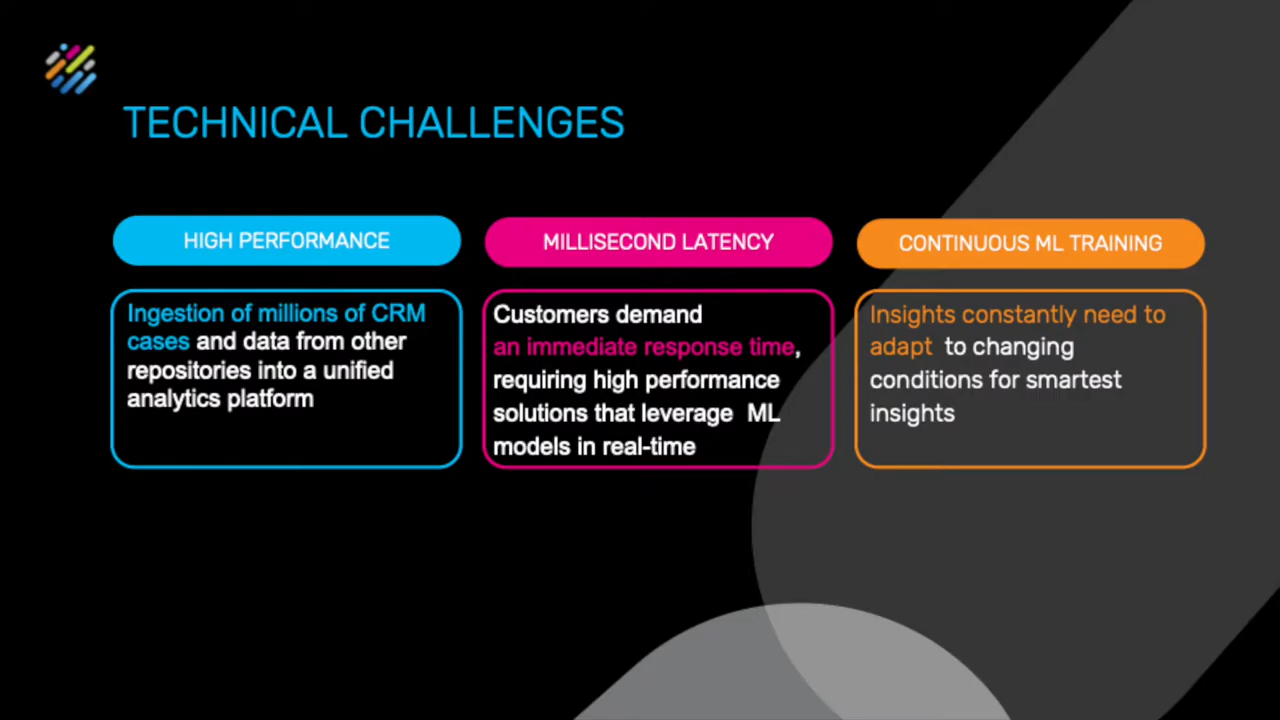 TECHNICAL CHALLENGES
HIGH PERFORMANCE
Ingestion of millions of CRM
cases and data from other
repositories into a unified
analytics platform
MILLISECOND LATENCY
Customers demand
an immediate response time,
requiring high performance
solutions that leverage  ML
models in real-time
CONTINUOUS ML TRAINING
Insights constantly need to
adapt  to changing
conditions for smartest
insights